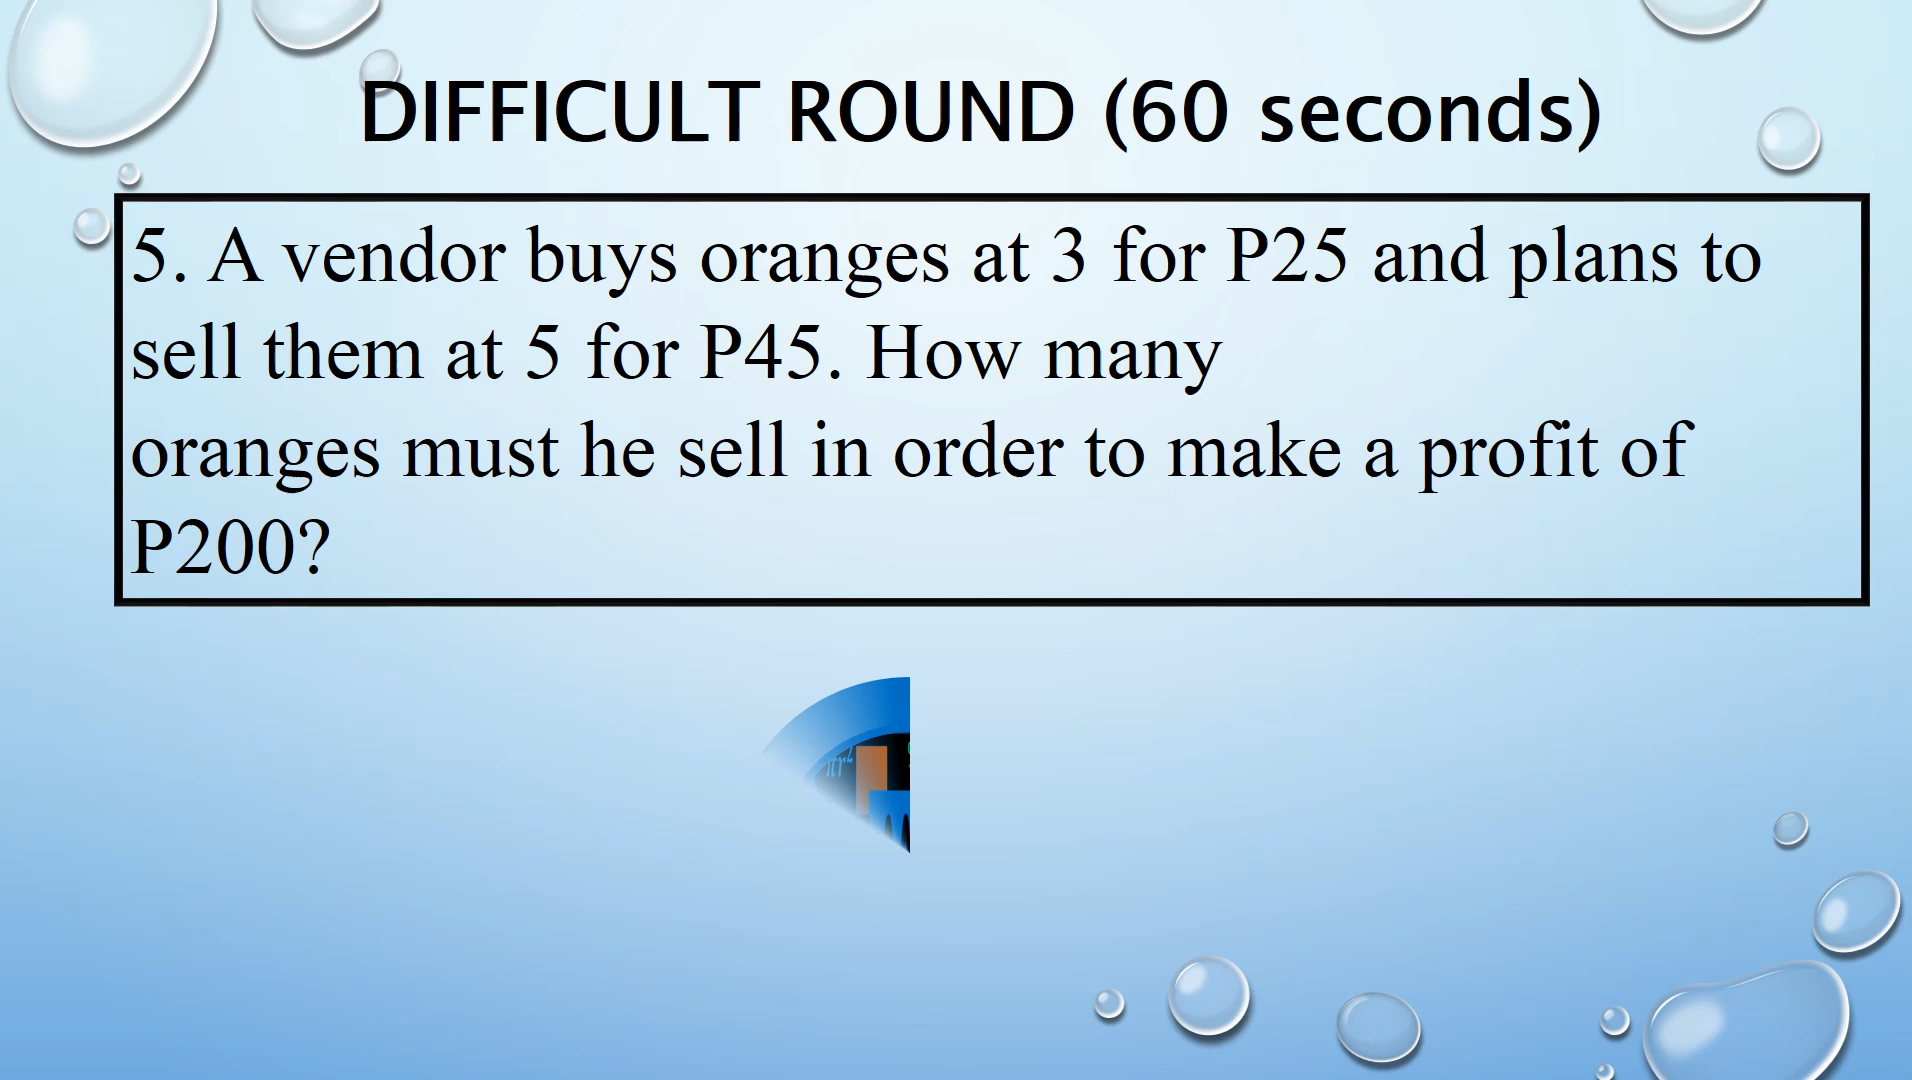 DIFFICULT ROUND (60 seconds)
5. A vendor buys oranges at 3 for P25 and plans to
sell them at 5 for P45. How many
oranges must he sell in order to make a profit of
P200?